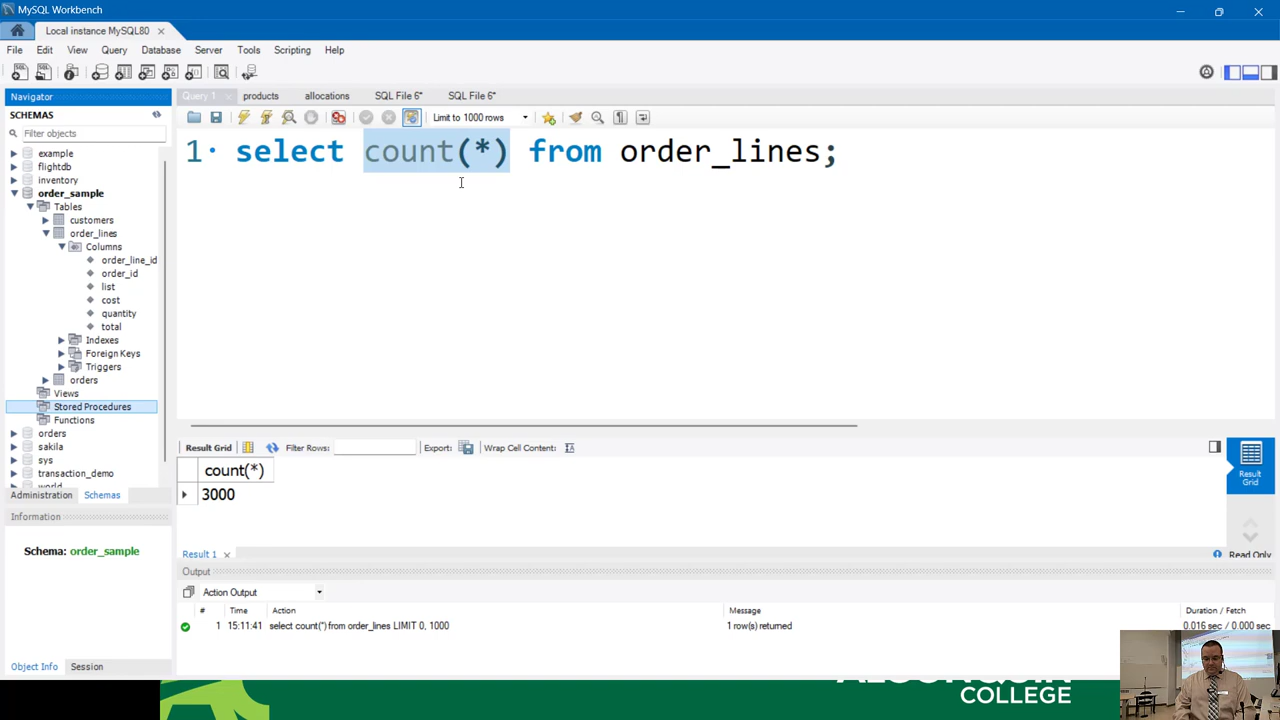 MySQL Workbench
Local instance MySQL80
File Edit View Query Database Server Tools Scripting Help
Navigator
SCHEMAS
Filter objects
example
flightdb
inventory
order_sample
Tables
customers
order_lines
Columns
order_line_id
order_id
list
cost
quantity
total
Indexes
Foreign Keys
Triggers
orders
Views
Stored Procedures
Functions
orders
sakila
sys
transaction_demo
world
Administration Schemas
Information
Schema: order_sample
Object Info Session
Query 1 products allocations SQL File 6* SQL File 6*
Limit to 1000 rows
1 select count(*) from order_lines;
Result Grid Filter Rows: Export: Wrap Cell Content:
count(*)
3000
Result Grid
Result 1 Read Only
Output
Action Output
# Time Action Message Duration / Fetch
1 15:11:41 select count(*) from order_lines LIMIT 0, 1000 1 row(s) returned 0.016 sec / 0.000 sec
ALGONQUIN
COLLEGE